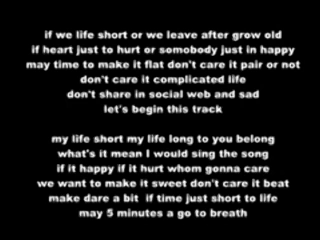 if we life short or we leave after grow old
if heart just to hurt or somobody just in happy
may time to make it flat don't care it pair or not
don't care it complicated life
don't share in social web and sad
let's begin this track
my life short my life long to you belong
what's it mean I would sing the song
if it happy if it hurt whom gonna care
we want to make it sweet don't care it beat
make dare a bit if time just short to life
may 5 minutes a go to breath